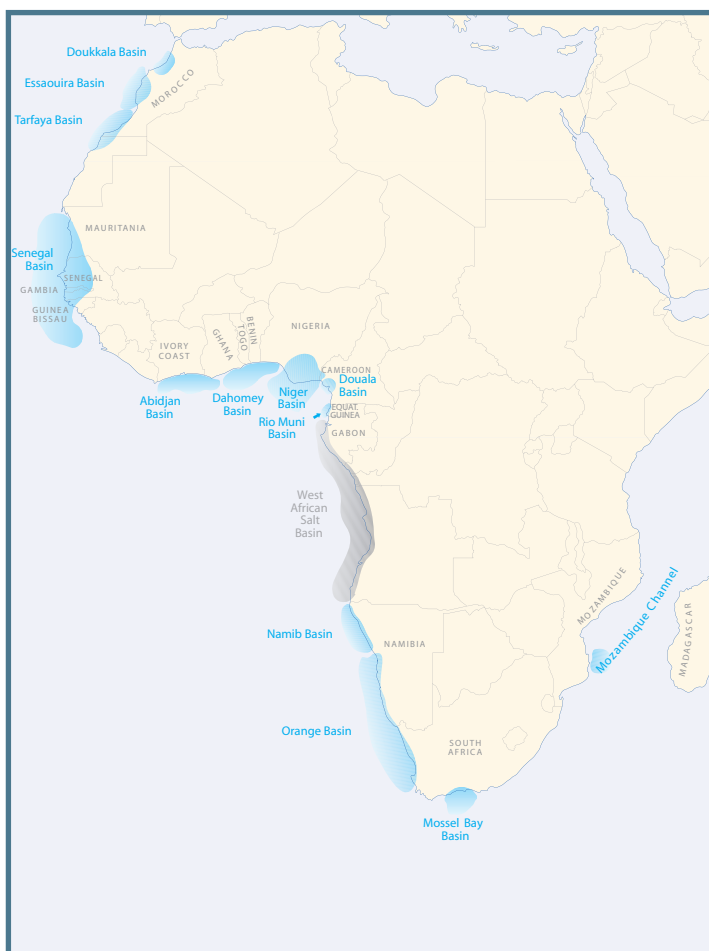 Doukkala Basin
Essaouira Basin
MOROCCO
Tarfaya Basin
MAURITANIA
Senegal
Basin
SENEGAL
GAMBIA
GUINEA
BISSAU
IVORY
COAST
GHANA
TOGO
BENIN
NIGERIA
CAMEROON
Abidjan
Basin
Dahomey
Basin
Niger
Basin
Douala
Basin
Rio Muni
Basin
EQUAT.
GUINEA
GABON
West
African
Salt
Basin
MOZAMBIQUE
Mozambique Channel
MADAGASCAR
Namib Basin
NAMIBIA
Orange Basin
SOUTH
AFRICA
Mossel Bay
Basin